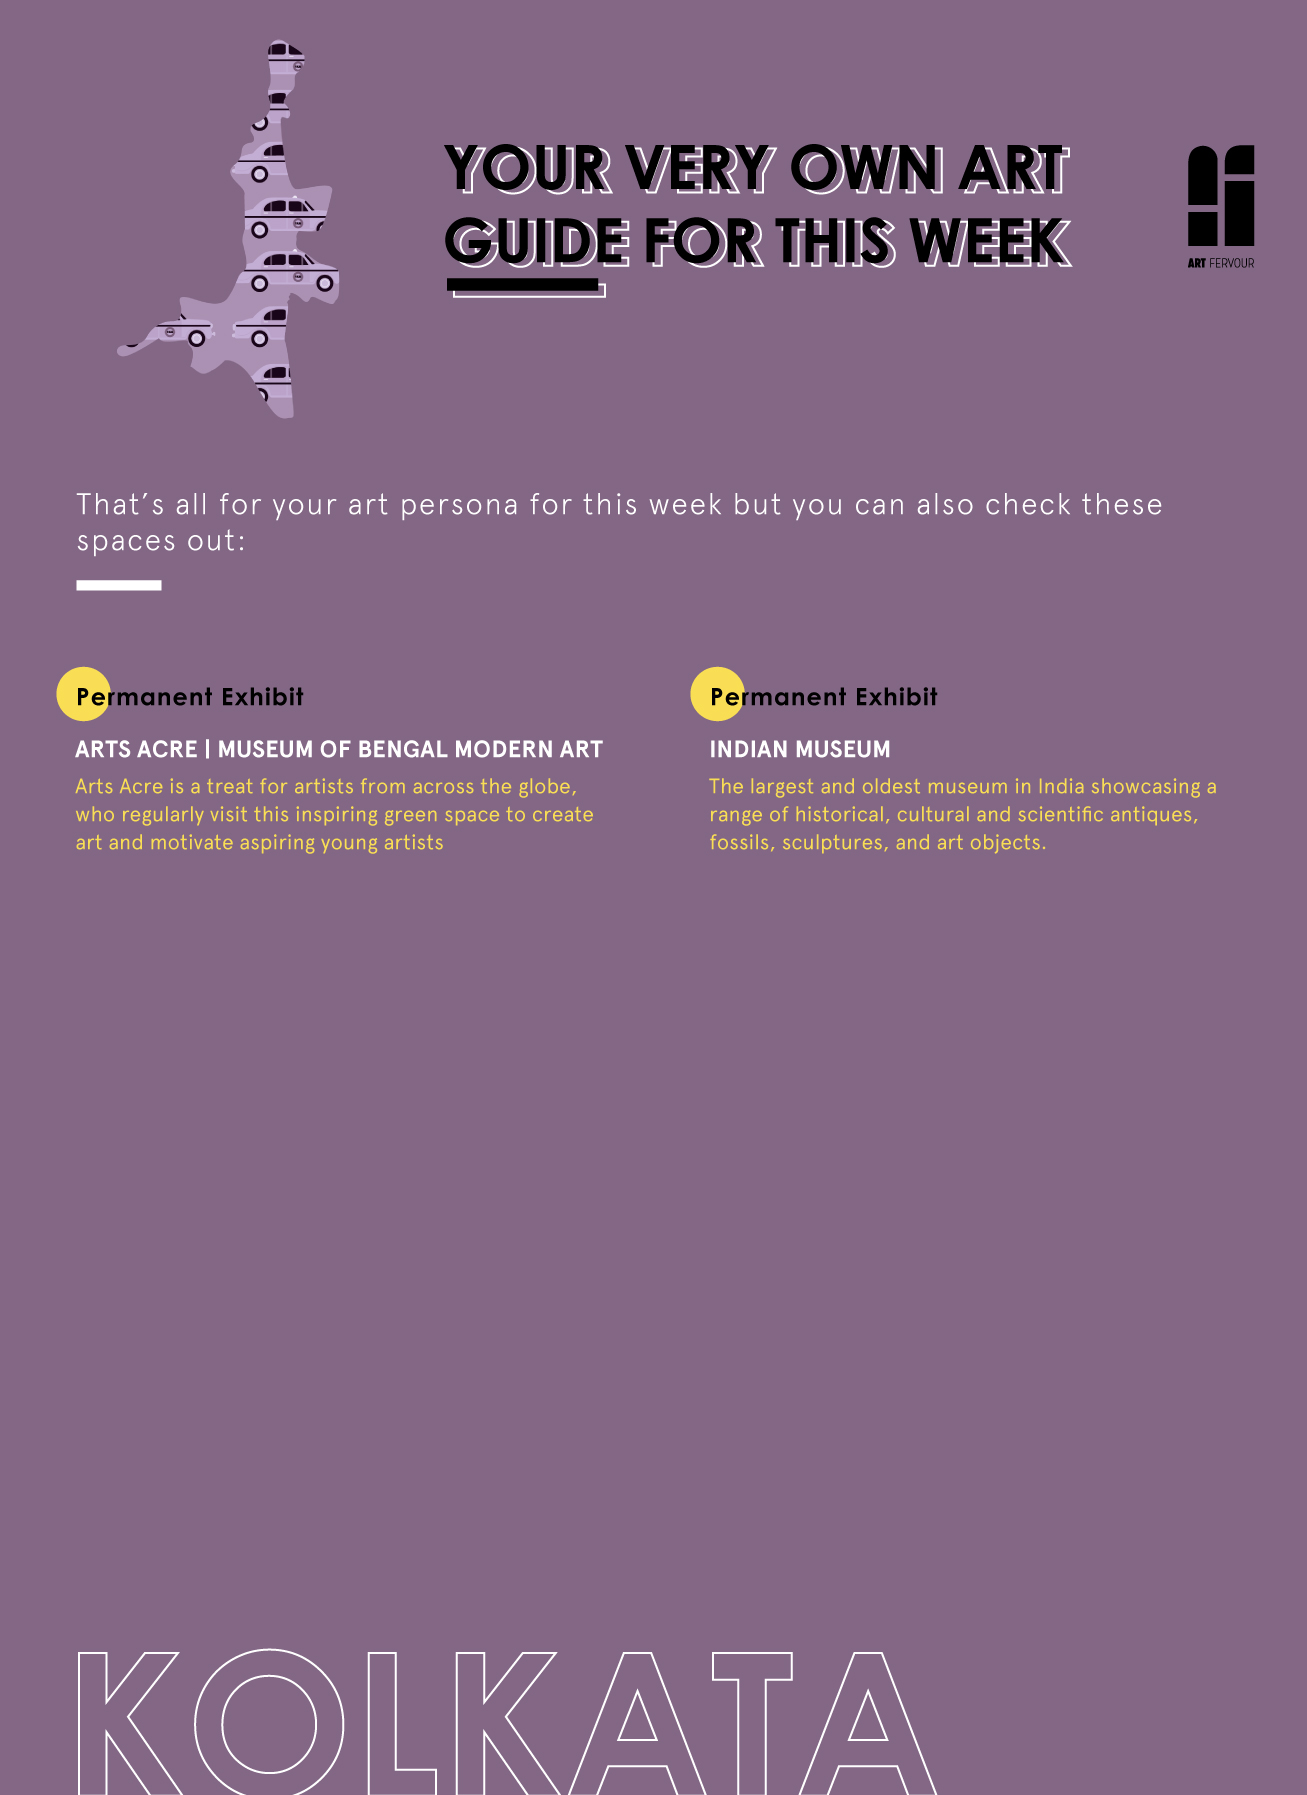 YOUR VERY OWN ART
GUIDE FOR THIS WEEK
ART FERVOUR
That’s all for your art persona for this week but you can also check these
spaces out:
Permanent Exhibit
ARTS ACRE | MUSEUM OF BENGAL MODERN ART
Arts Acre is a treat for artists from across the globe,
who regularly visit this inspiring green space to create
art and motivate aspiring young artists
Permanent Exhibit
INDIAN MUSEUM
The largest and oldest museum in India showcasing a
range of historical, cultural and scientific antiques,
fossils, sculptures, and art objects.
KOLKATA